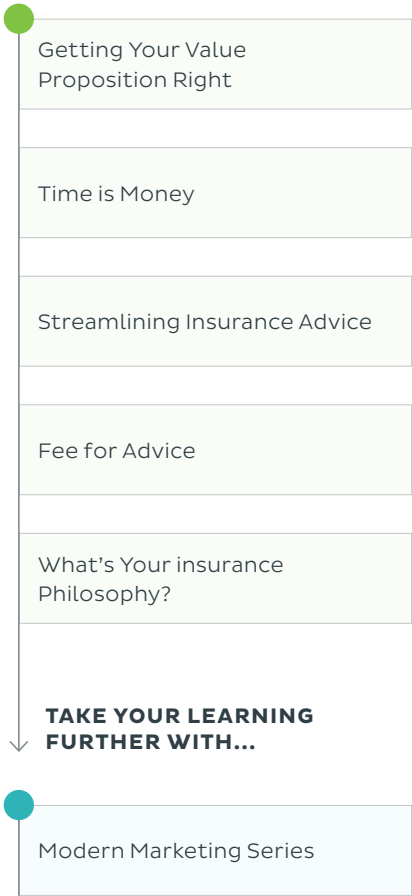 Getting Your Value
Proposition Right
Time is Money
Streamlining Insurance Advice
Fee for Advice
What’s Your insurance
Philosophy?
TAKE YOUR LEARNING
FURTHER WITH...
Modern Marketing Series